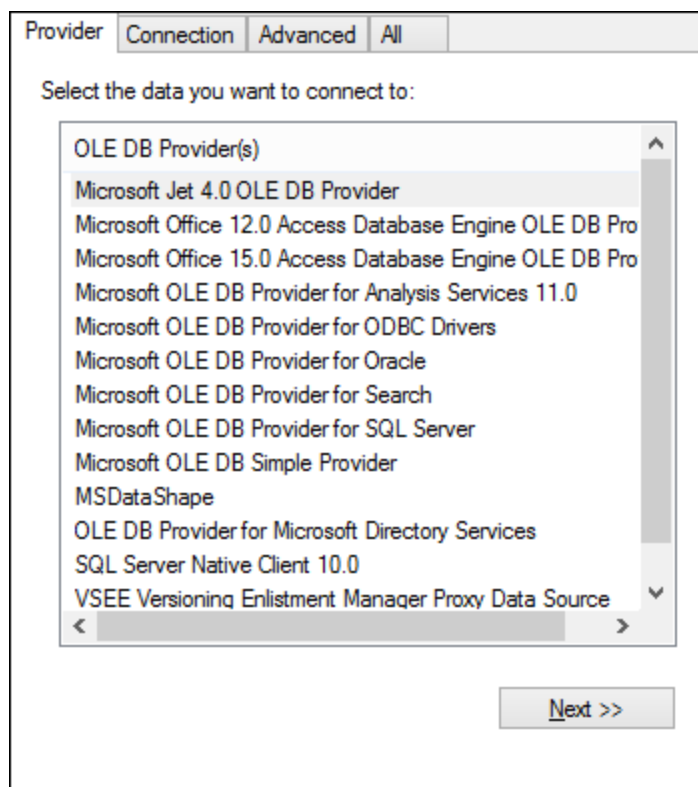 Provider Connection Advanced All
Select the data you want to connect to:
OLE DB Provider(s)
Microsoft Jet 4.0 OLE DB Provider
Microsoft Office 12.0 Access Database Engine OLE DB Pro
Microsoft Office 15.0 Access Database Engine OLE DB Pro
Microsoft OLE DB Provider for Analysis Services 11.0
Microsoft OLE DB Provider for ODBC Drivers
Microsoft OLE DB Provider for Oracle
Microsoft OLE DB Provider for Search
Microsoft OLE DB Provider for SQL Server
Microsoft OLE DB Simple Provider
MSDataShape
OLE DB Provider for Microsoft Directory Services
SQL Server Native Client 10.0
VSEE Versioning Enlistment Manager Proxy Data Source
Next >>